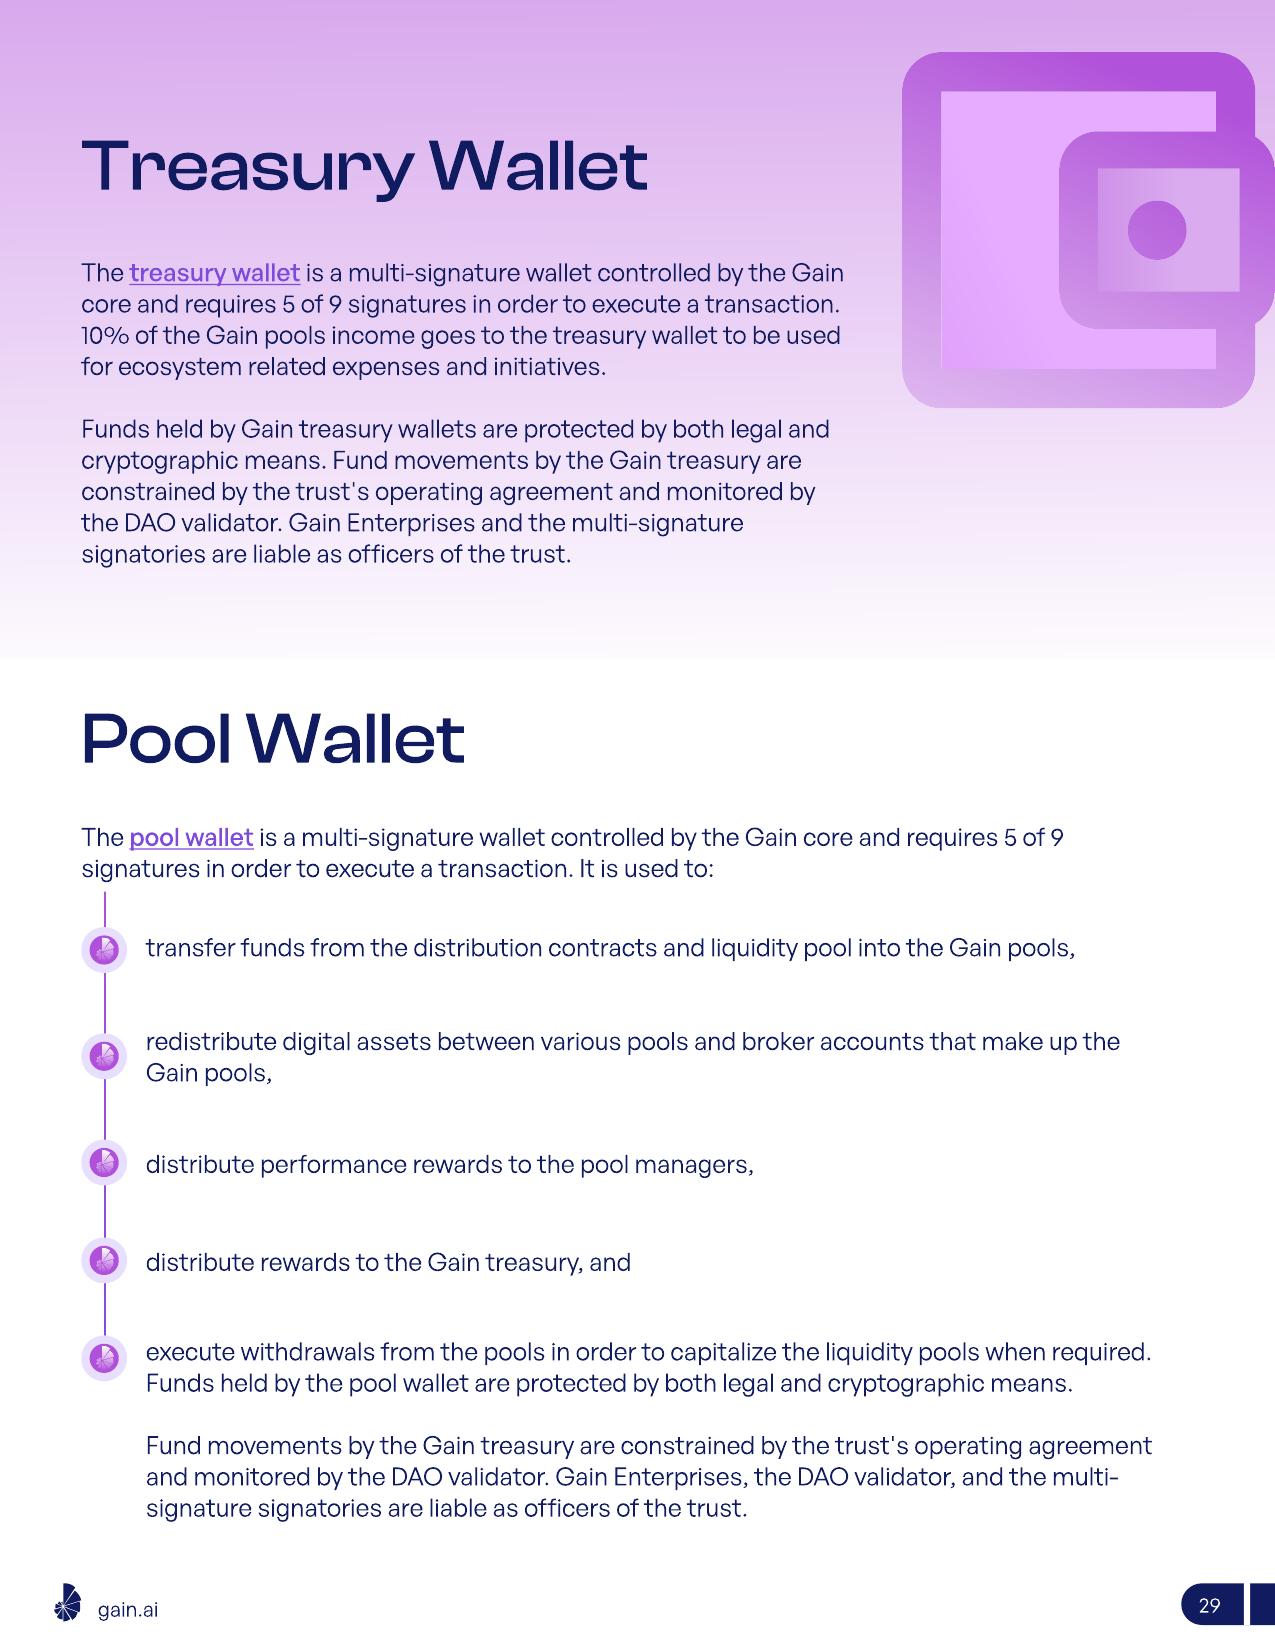 Treasury Wallet
The treasury wallet is a multi-signature wallet controlled by the Gain
core and requires 5 of 9 signatures in order to execute a transaction.
10% of the Gain pools income goes to the treasury wallet to be used
for ecosystem related expenses and initiatives.
Funds held by Gain treasury wallets are protected by both legal and
cryptographic means. Fund movements by the Gain treasury are
constrained by the trust's operating agreement and monitored by
the DAO validator. Gain Enterprises and the multi-signature
signatories are liable as officers of the trust.
Pool Wallet
The pool wallet is a multi-signature wallet controlled by the Gain core and requires 5 of 9
signatures in order to execute a transaction. It is used to:
transfer funds from the distribution contracts and liquidity pool into the Gain pools,
redistribute digital assets between various pools and broker accounts that make up the
Gain pools,
distribute performance rewards to the pool managers,
distribute rewards to the Gain treasury, and
execute withdrawals from the pools in order to capitalize the liquidity pools when required.
Funds held by the pool wallet are protected by both legal and cryptographic means.
Fund movements by the Gain treasury are constrained by the trust's operating agreement
and monitored by the DAO validator. Gain Enterprises, the DAO validator, and the multi-
signature signatories are liable as officers of the trust.
gain.ai
29